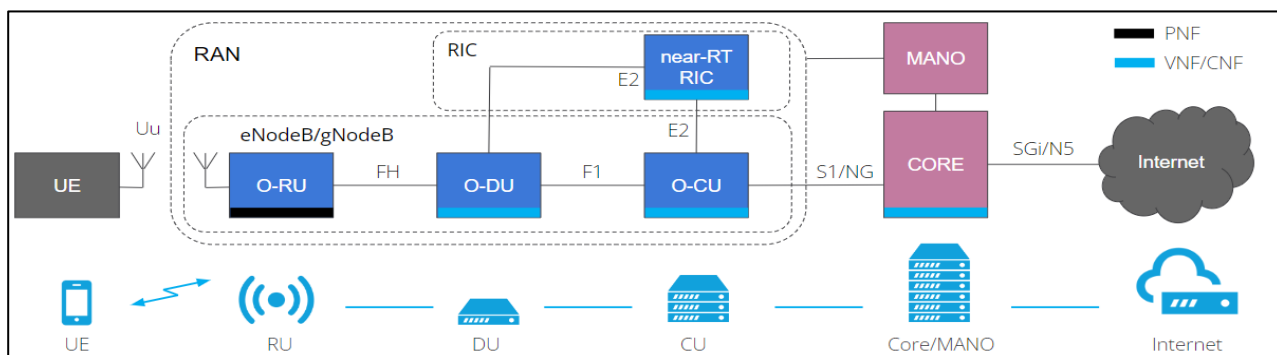 RAN
RIC
near-RT
RIC
E2
E2
MANO
PNF
VNF/CNF
Uu
eNodeB/gNodeB
UE
O-RU
FH
O-DU
F1
O-CU
S1/NG
CORE
SGi/N5
Internet
UE
RU
DU
CU
Core/MANO
Internet